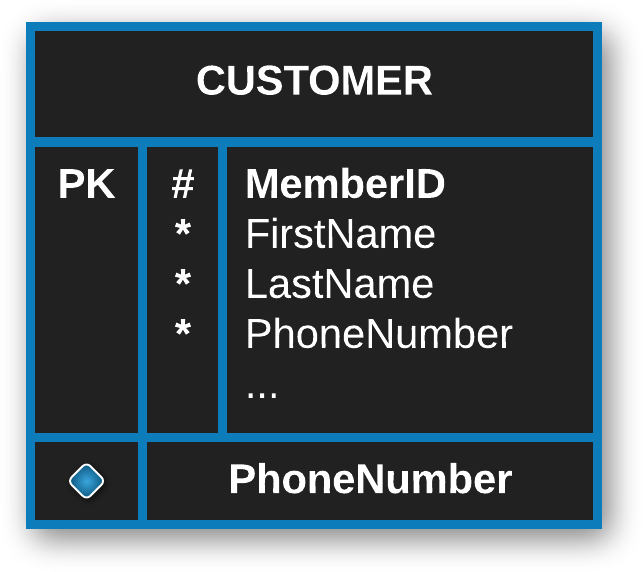 CUSTOMER
PK # MemberID
* FirstName
* LastName
* PhoneNumber
...
PhoneNumber